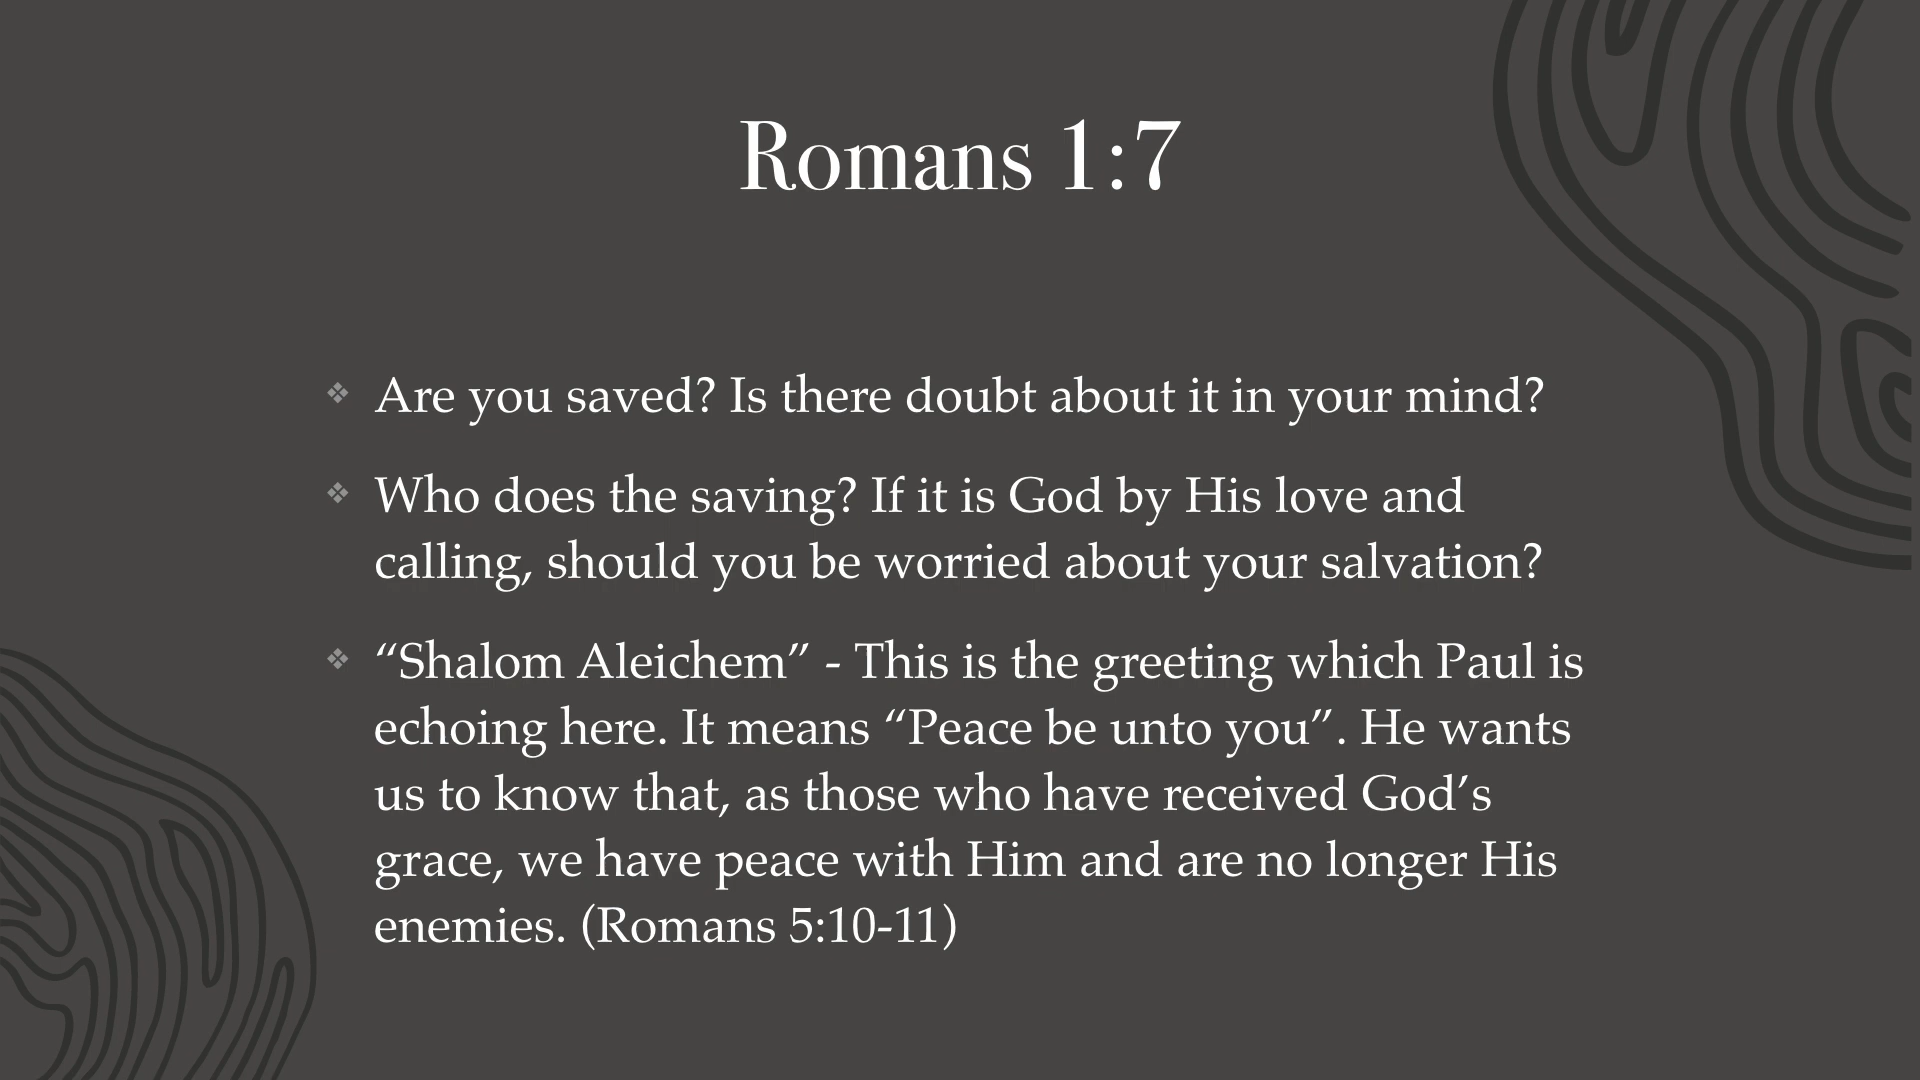 Romans 1:7
❖ Are you saved? Is there doubt about it in your mind?
❖ Who does the saving? If it is God by His love and
calling, should you be worried about your salvation?
❖ “Shalom Aleichem” - This is the greeting which Paul is
echoing here. It means “Peace be unto you”. He wants
us to know that, as those who have received God’s
grace, we have peace with Him and are no longer His
enemies. (Romans 5:10-11)